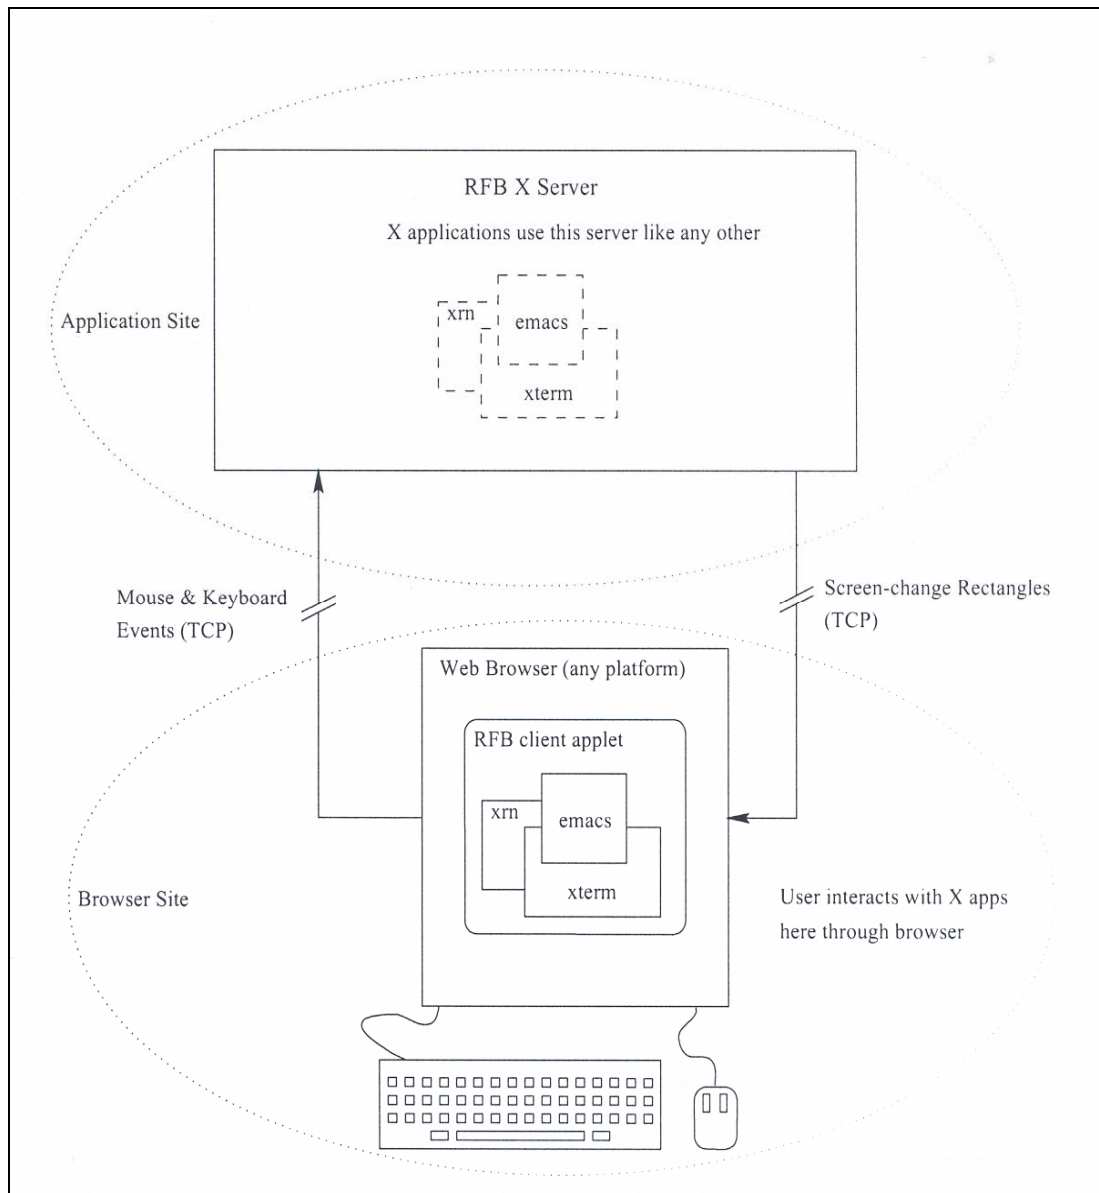 RFB X Server
X applications use this server like any other
xrn
emacs
xterm
Application Site
Mouse & Keyboard
Events (TCP)
Screen-change Rectangles
(TCP)
Web Browser (any platform)
RFB client applet
xrn
emacs
xterm
Browser Site
User interacts with X apps
here through browser